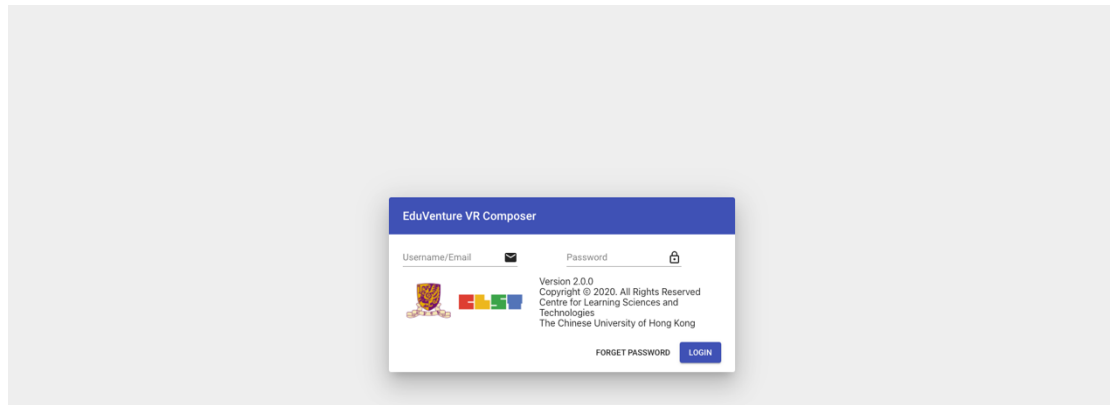 EduVenture VR Composer
Username/Email
Password
CLST
Version 2.0.0
Copyright © 2020. All Rights Reserved
Centre for Learning Sciences and
Technologies
The Chinese University of Hong Kong
FORGET PASSWORD
LOGIN